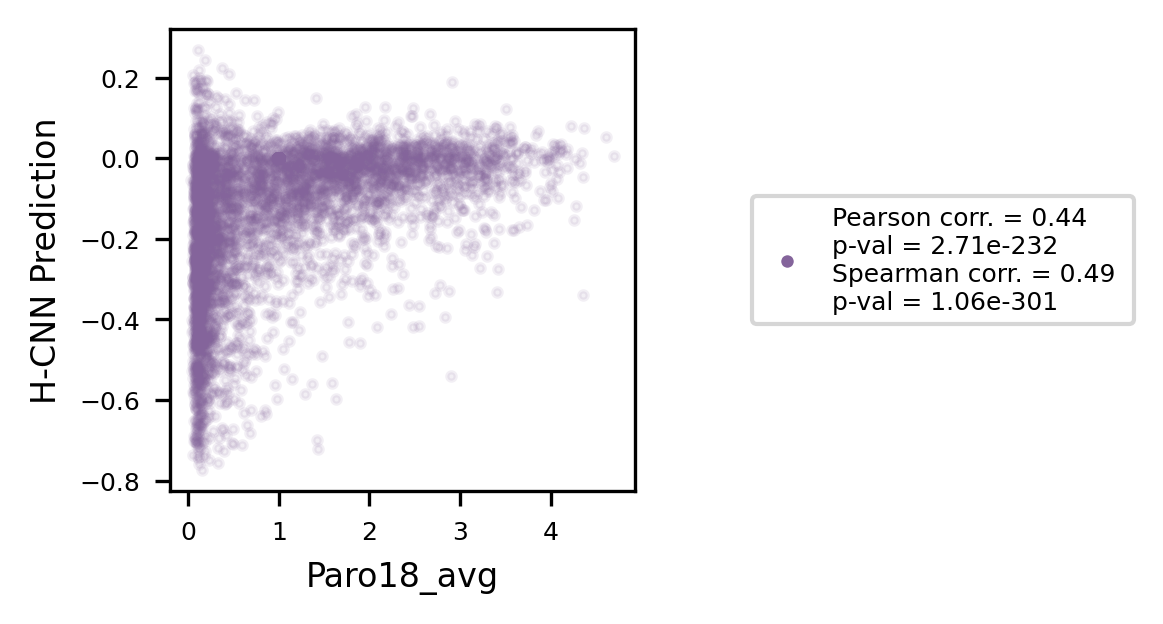 H-CNN Prediction
0.2
0.0
−0.2
−0.4
−0.6
−0.8
0 1 2 3 4
Paro18_avg
Pearson corr. = 0.44
p-val = 2.71e-232
Spearman corr. = 0.49
p-val = 1.06e-301